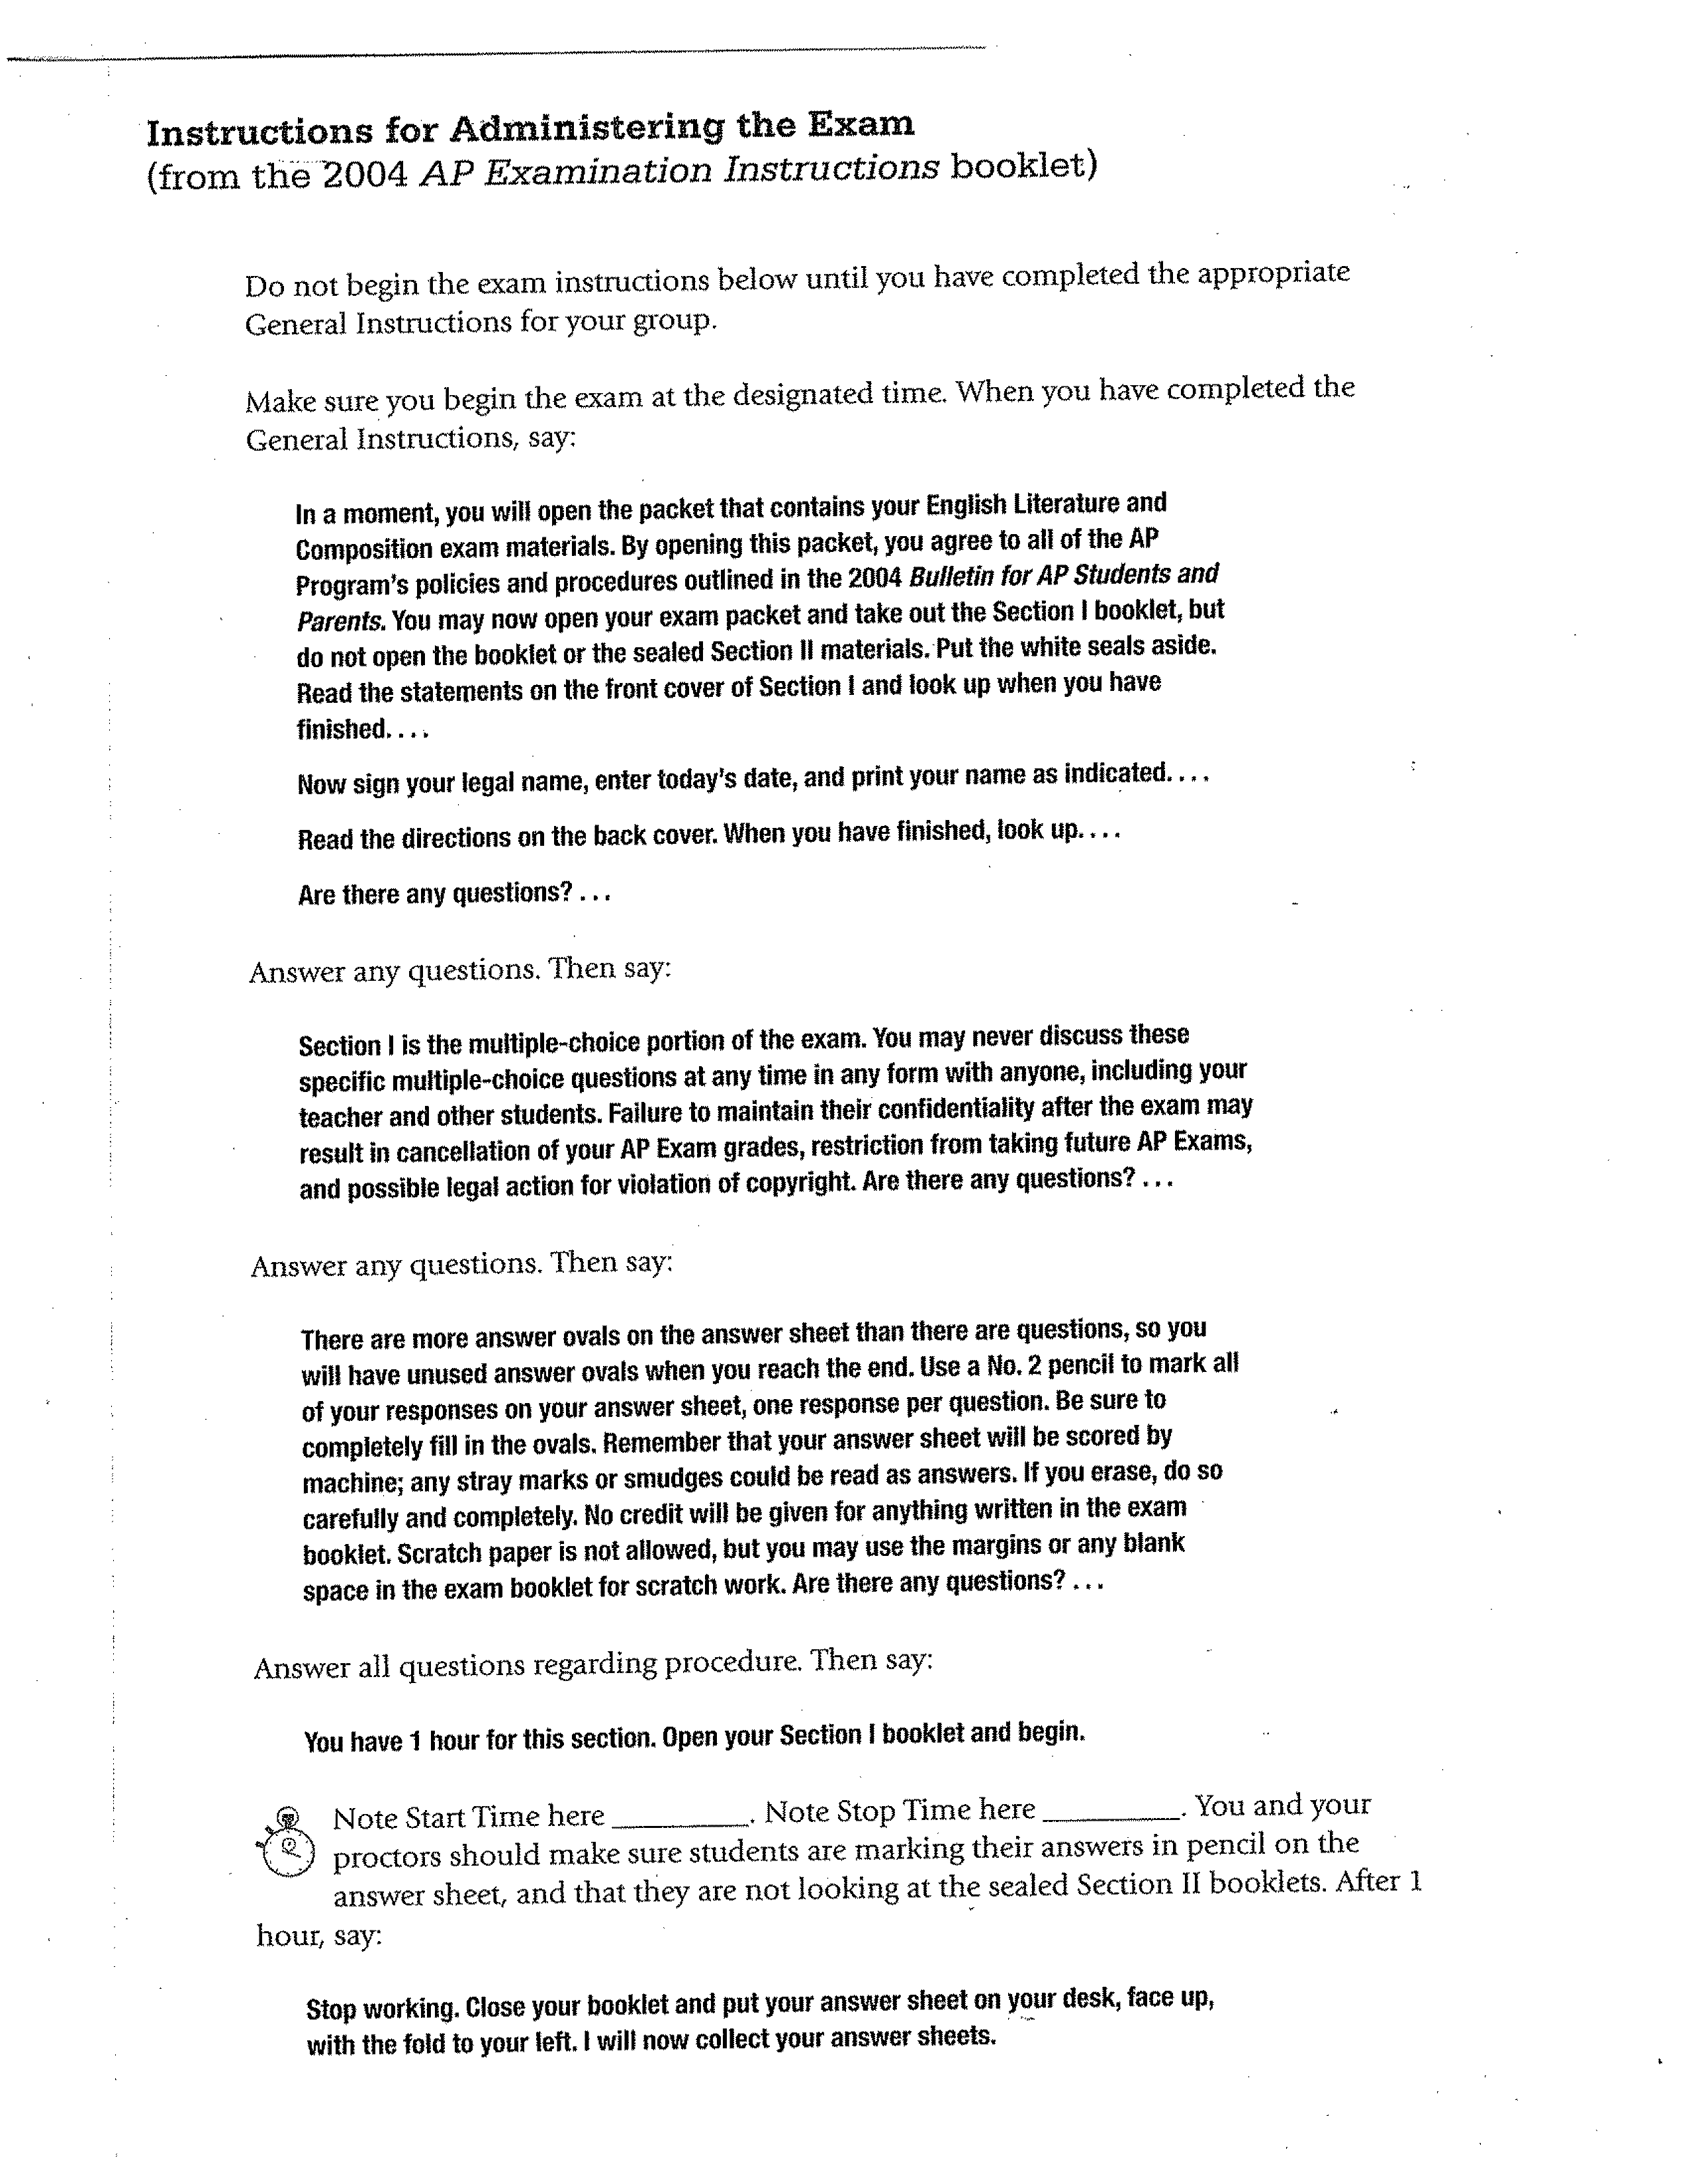 Instructions for Administering the Exam
(from the 2004 AP Examination Instructions booklet)
Do not begin the exam instructions below until you have completed the appropriate
General Instructions for your group.
Make sure you begin the exam at the designated time. When you have completed the
General Instructions, say:
In a moment, you will open the packet that contains your English Literature and
Composition exam materials. By opening this packet, you agree to all of the AP
Program's policies and procedures outlined in the 2004 Bulletin for AP Students and
Parents. You may now open your exam packet and take out the Section I booklet, but
do not open the booklet or the sealed Section II materials. Put the white seals aside.
Read the statements on the front cover of Section I and look up when you have
finished. . . .
Now sign your legal name, enter today's date, and print your name as indicated. . . .
Read the directions on the back cover. When you have finished, look up. . . .
Are there any questions? . . .
Answer any questions. Then say:
Section I is the multiple-choice portion of the exam. You may never discuss these
specific multiple-choice questions at any time in any form with anyone, including your
teacher and other students. Failure to maintain their confidentiality after the exam may
result in cancellation of your AP Exam grades, restriction from taking future AP Exams,
and possible legal action for violation of copyright. Are there any questions? . . .
Answer any questions. Then say:
There are more answer ovals on the answer sheet than there are questions, so you
will have unused answer ovals when you reach the end. Use a No. 2 pencil to mark all
of your responses on your answer sheet, one response per question. Be sure to
completely fill in the ovals. Remember that your answer sheet will be scored by
machine; any stray marks or smudges could be read as answers. If you erase, do so
carefully and completely. No credit will be given for anything written in the exam
booklet. Scratch paper is not allowed, but you may use the margins or any blank
space in the exam booklet for scratch work. Are there any questions? . . .
Answer all questions regarding procedure. Then say:
You have 1 hour for this section. Open your Section I booklet and begin.
Note Start Time here __________. Note Stop Time here __________. You and your
proctors should make sure students are marking their answers in pencil on the
answer sheet, and that they are not looking at the sealed Section II booklets. After 1
hour, say:
Stop working. Close your booklet and put your answer sheet on your desk, face up,
with the fold to your left. I will now collect your answer sheets.